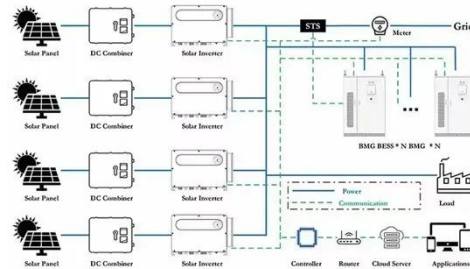 STS
Meter
Grid
Solar Panel DC Combiner Solar Inverter
Solar Panel DC Combiner Solar Inverter
BMG BESS * N BMG * N
Solar Panel DC Combiner Solar Inverter
Power
Communication
Load
Solar Panel DC Combiner Solar Inverter
Controller Router Cloud Server Applications